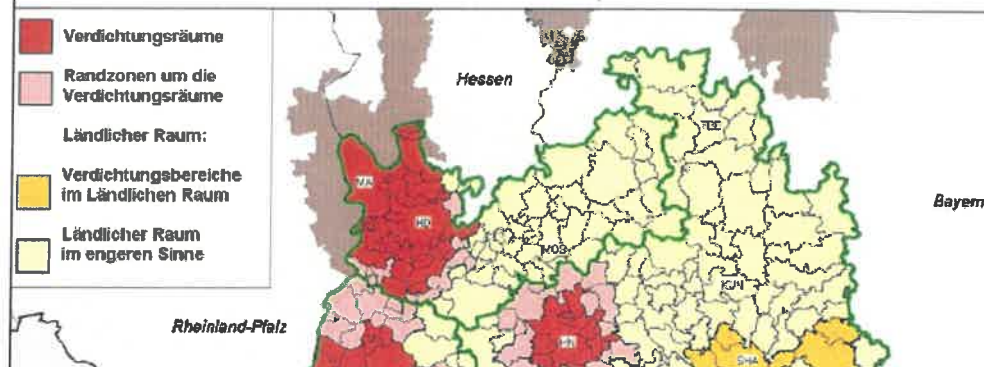 Verdichtungsräume
Randzonen um die
Verdichtungsräume
Ländlicher Raum:
Verdichtungsbereiche
im Ländlichen Raum
Ländlicher Raum
im engeren Sinne
Hessen
Bayern
Rheinland-Pfalz
MA
HD
MOS
TBB
KÜN
HN
SHA